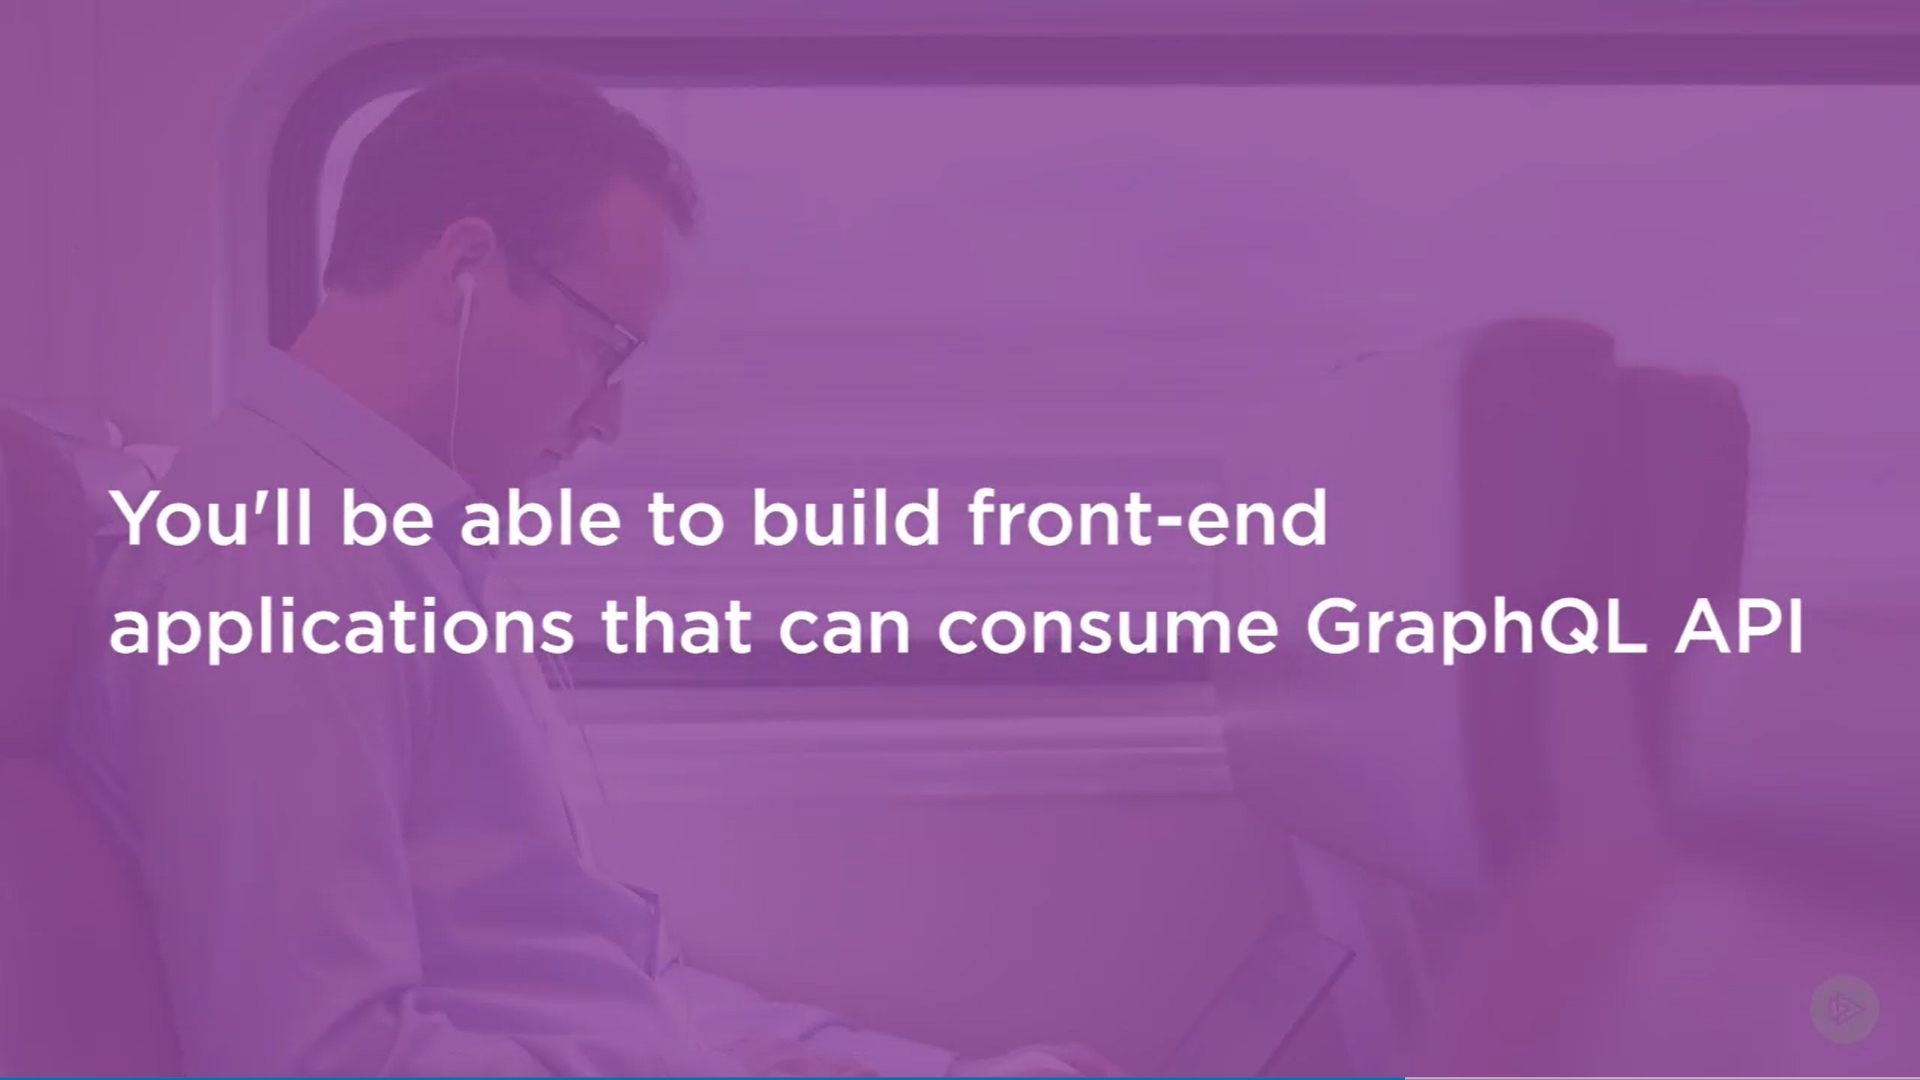 You'll be able to build front-end
applications that can consume GraphQL API